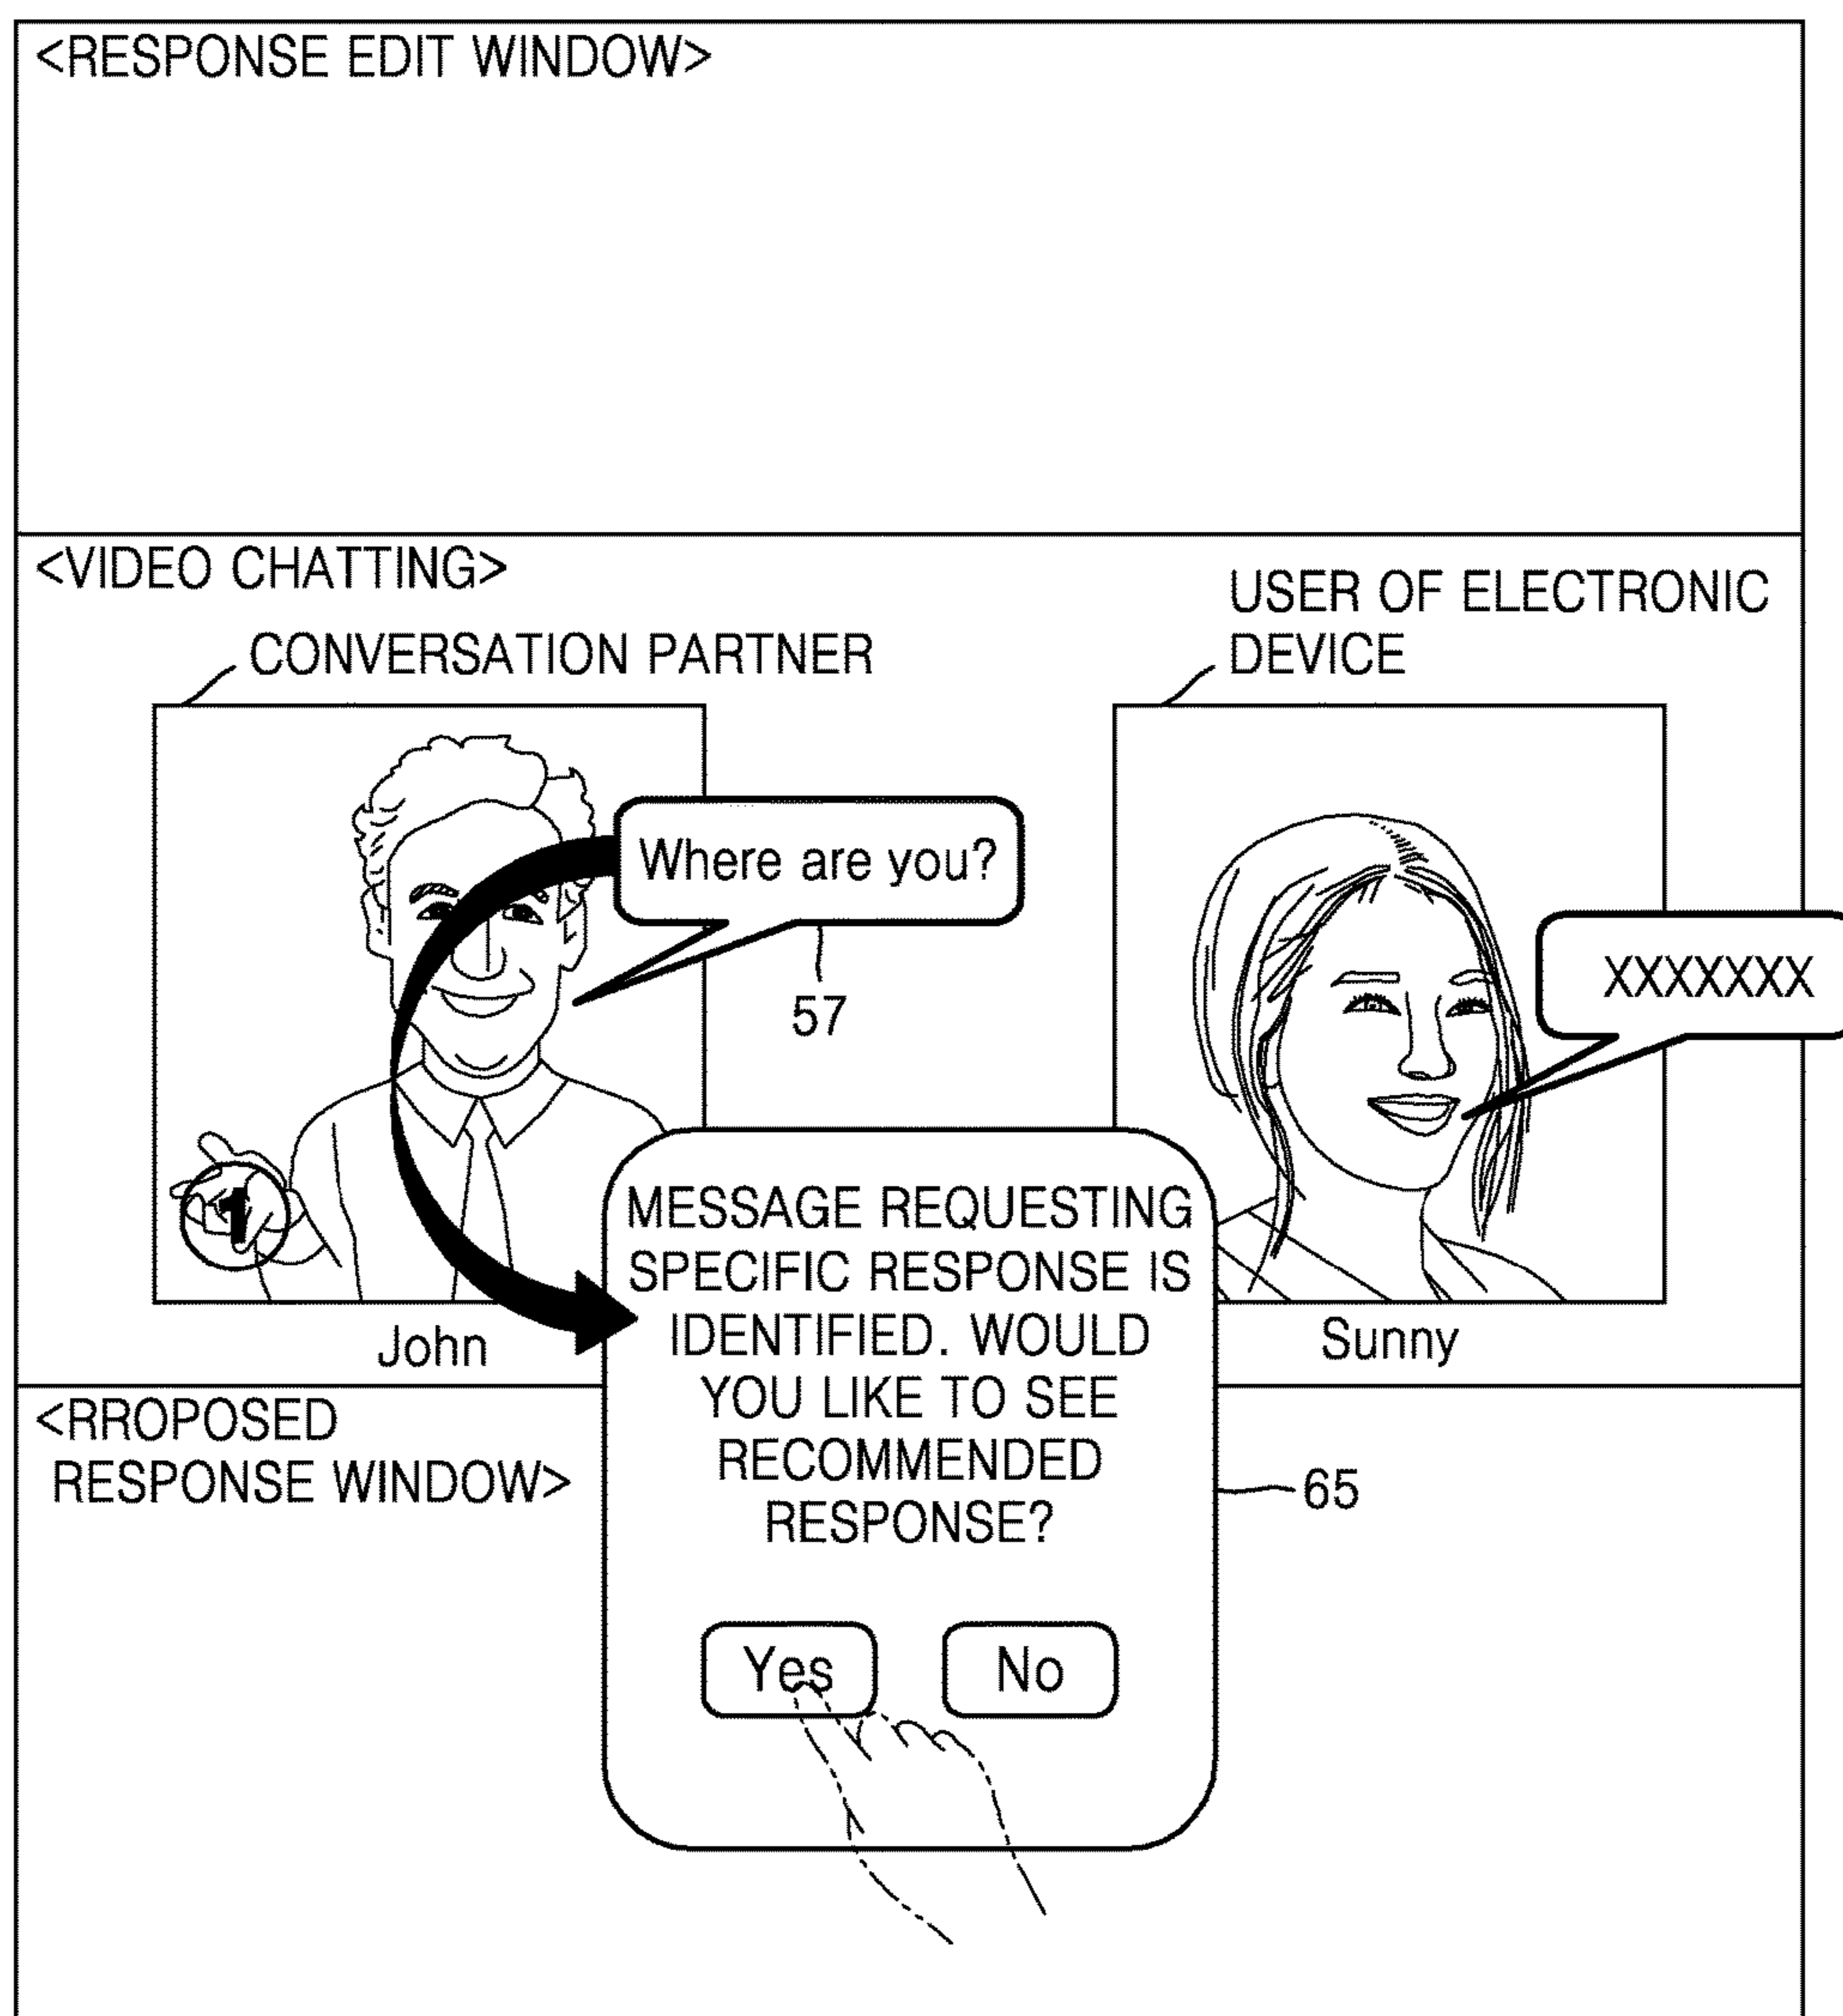 <RESPONSE EDIT WINDOW>
<VIDEO CHATTING>
USER OF ELECTRONIC
DEVICE
CONVERSATION PARTNER
Where are you?
57
XXXXXXX
1
John
Sunny
MESSAGE REQUESTING
SPECIFIC RESPONSE IS
IDENTIFIED. WOULD
YOU LIKE TO SEE
RECOMMENDED
RESPONSE?
65
Yes
No
<RROPOSED
RESPONSE WINDOW>